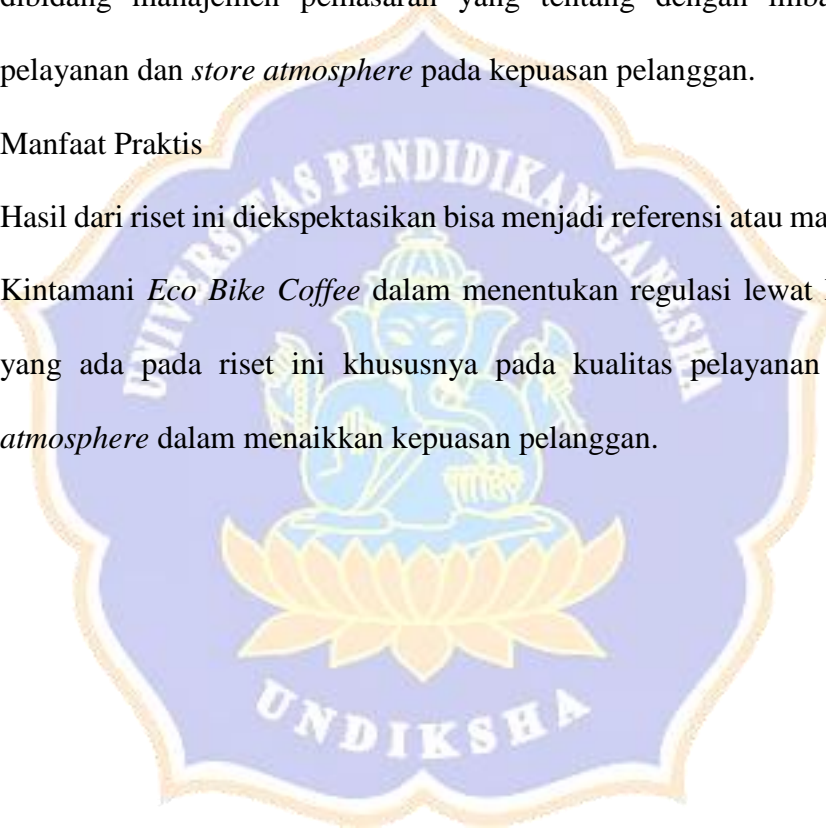 dibidang manajemen pemasaran yang tentang dengan
pelayanan dan store atmosphere pada kepuasan pelanggan.
Manfaat Praktis
UNIVERSITAS PENDIDIKAN GANESHA
Hasil dari riset ini diekspektasikan bisa menjadi referensi atau
Kintamani Eco Bike Coffee dalam menentukan regulasi lewat
yang ada pada riset ini khususnya pada kualitas pelayanan
atmosphere dalam menaikkan kepuasan pelanggan.
UNDIKSHA